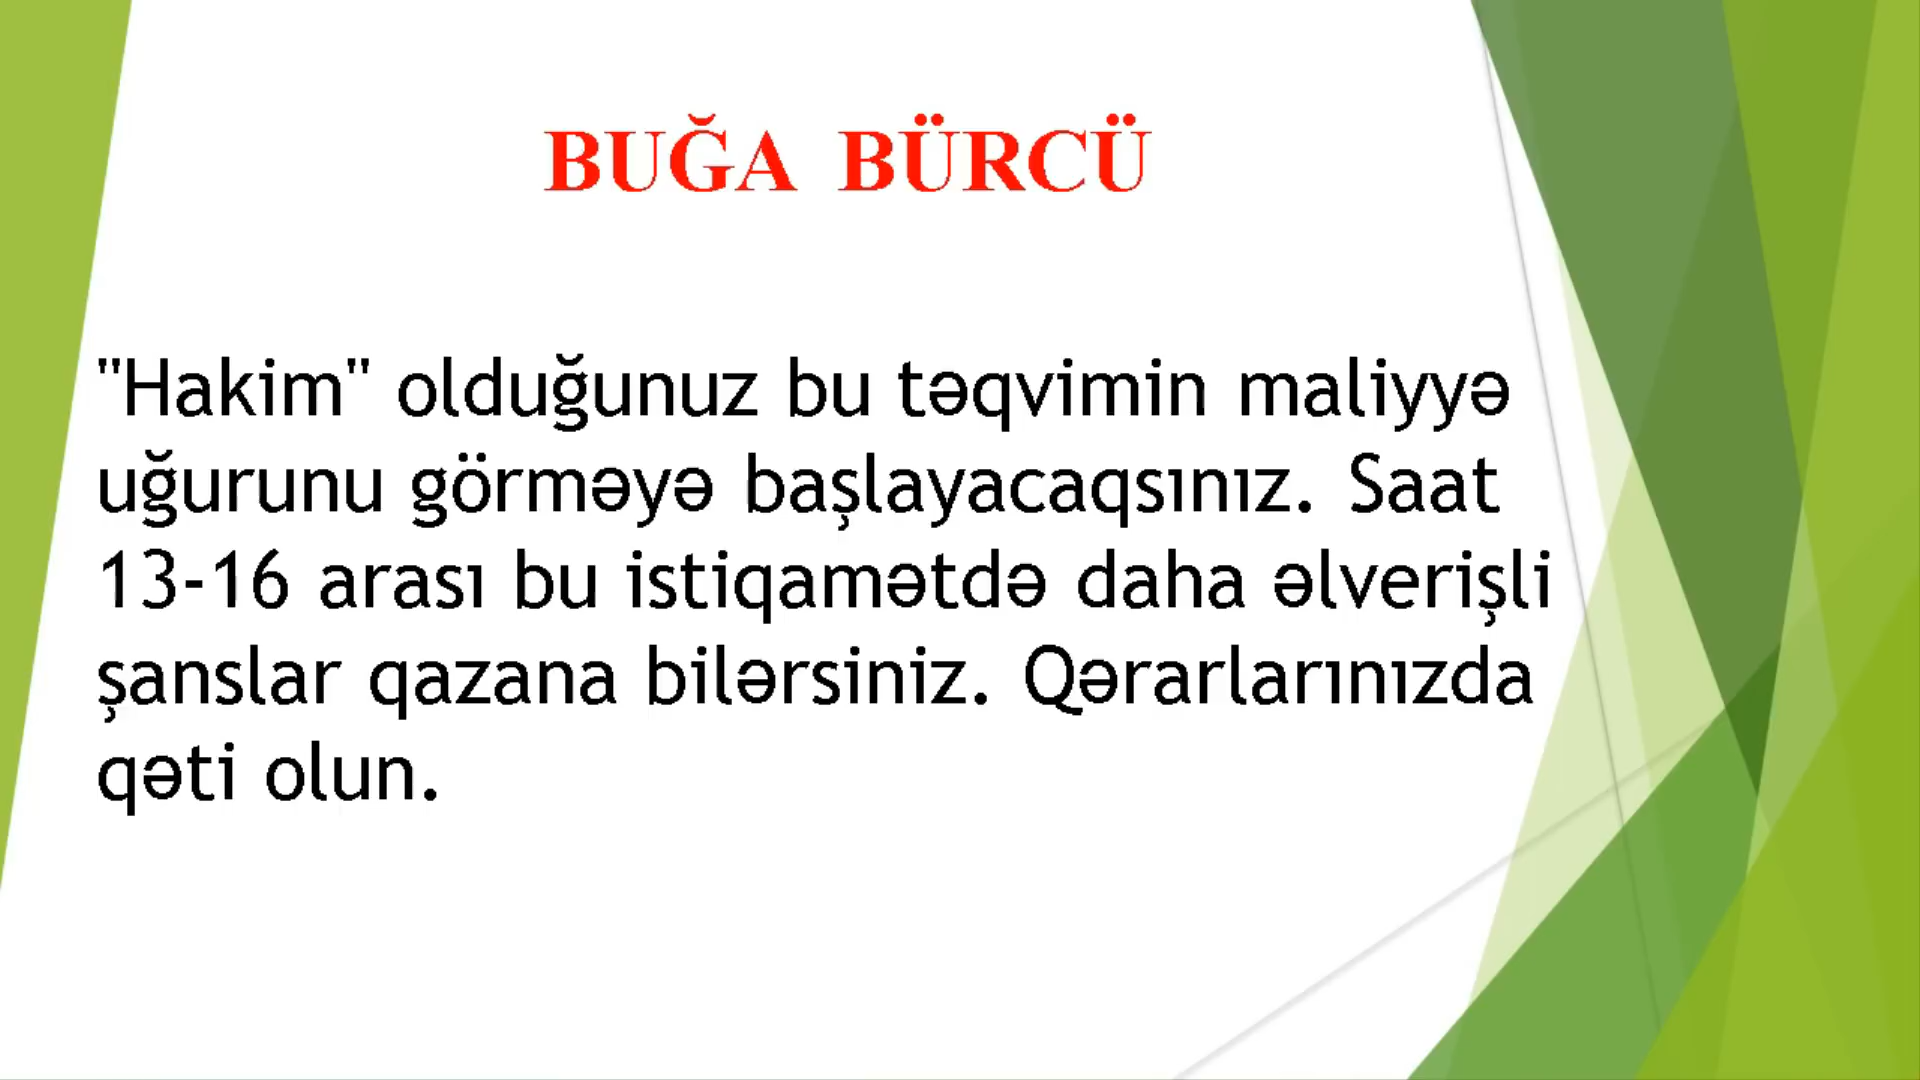 BUĞA BÜRCÜ
"Hakim" olduğunuz bu təqvimin maliyyə
uğurunu görməyə başlayacaqsınız. Saat
13-16 arası bu istiqamətdə daha əlverişli
şanslar qazana bilərsiniz. Qərarlarınızda
qəti olun.